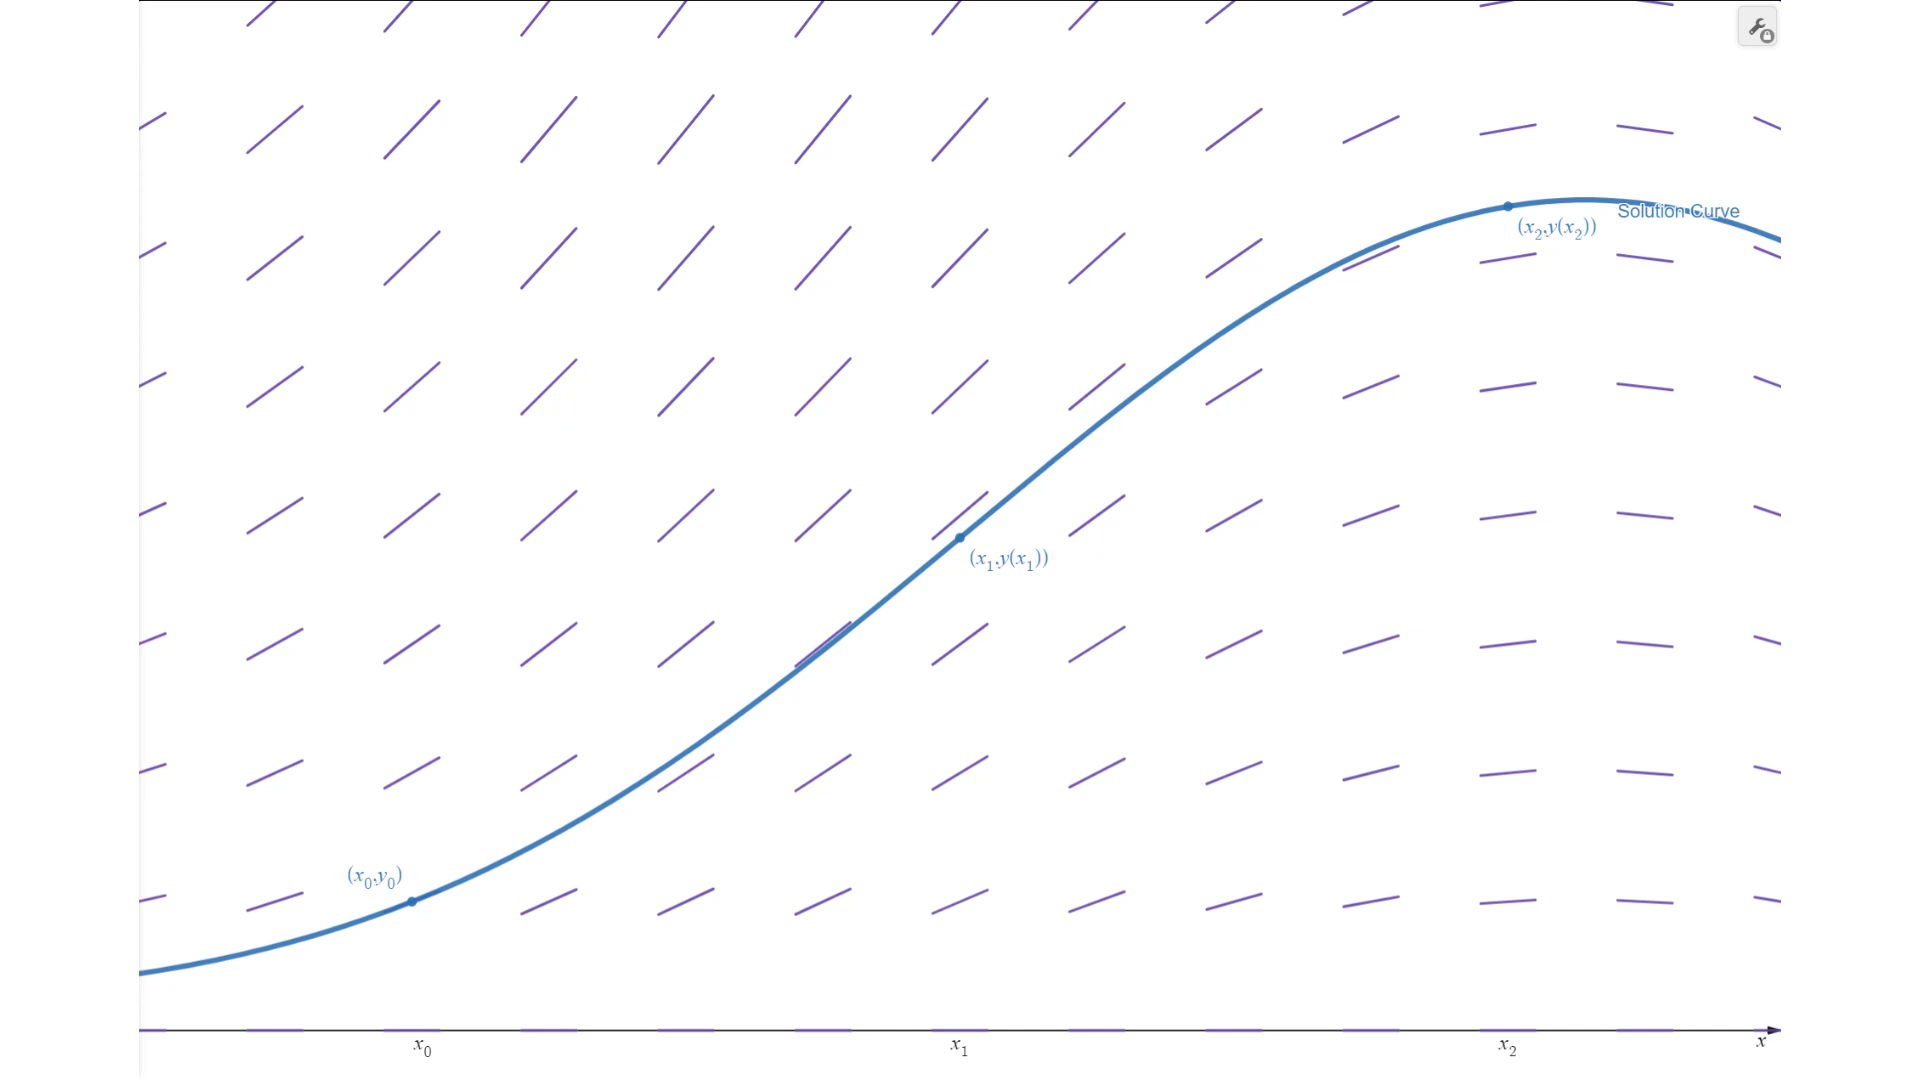 Solution Curve
(x₂,y(x₂))
(x₁,y(x₁))
(x₀,y₀)
x₀ x₁ x₂ x